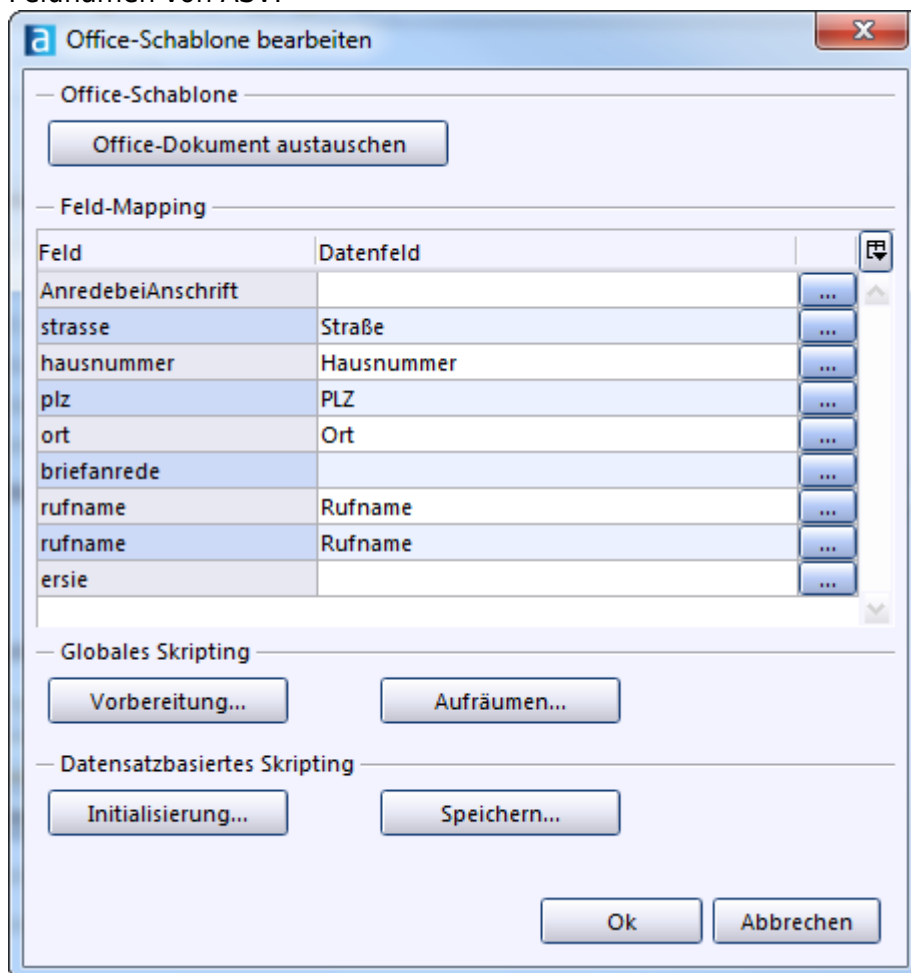 Feldnamen von ASV.
a Office-Schablone bearbeiten
Office-Schablone
Office-Dokument austauschen
Feld-Mapping
Feld Datenfeld
AnredebeiAnschrift ...
strasse Straße ...
hausnummer Hausnummer ...
plz PLZ ...
ort Ort ...
briefanrede ...
rufname Rufname ...
rufname Rufname ...
ersie ...
Globales Skripting
Vorbereitung... Aufräumen...
Datensatzbasiertes Skripting
Initialisierung... Speichern...
Ok Abbrechen